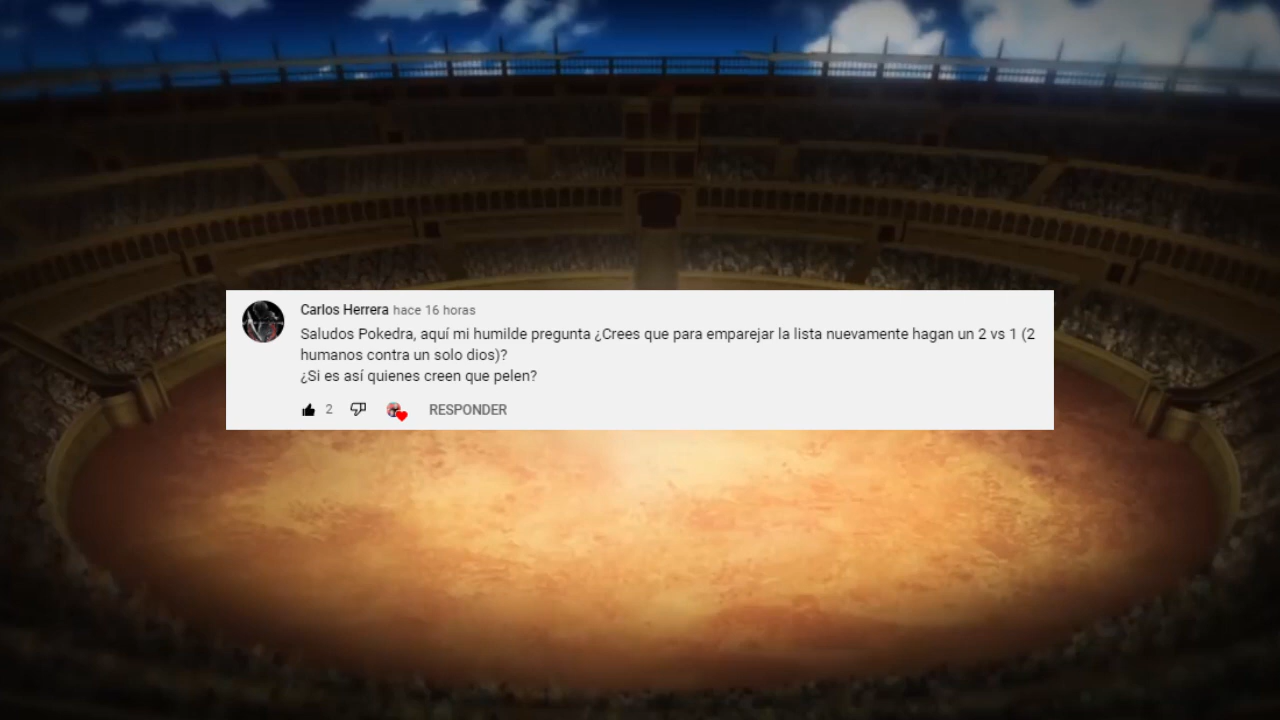 Carlos Herrera hace 16 horas
Saludos Pokedra, aquí mi humilde pregunta ¿Crees que para emparejar la lista nuevamente hagan un 2 vs 1 (2
humanos contra un solo dios)?
¿Si es así quienes creen que pelen?
2 RESPONDER